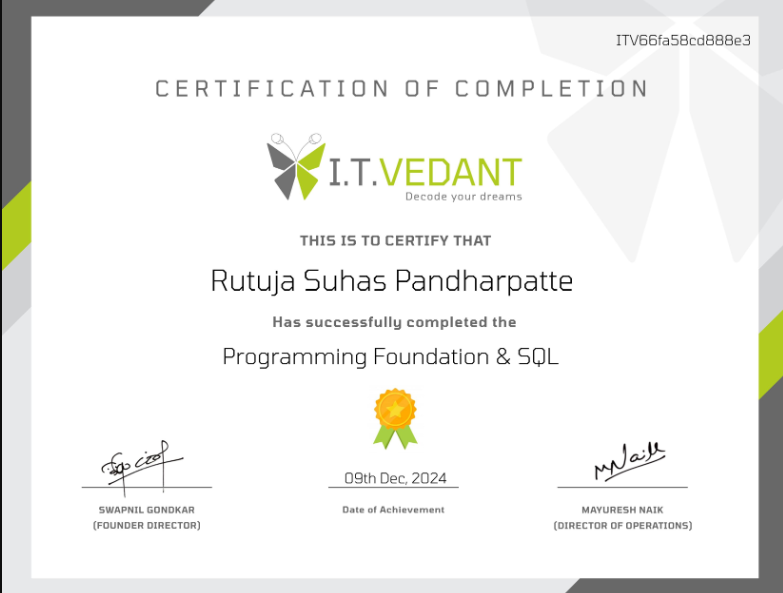 ITV66fa58cd888e3
CERTIFICATION OF COMPLETION
I.T.VEDANT
Decode your dreams
THIS IS TO CERTIFY THAT
Rutuja Suhas Pandharpatte
Has successfully completed the
Programming Foundation & SQL
09th Dec, 2024
SWAPNIL GONDKAR
(FOUNDER DIRECTOR)
Date of Achievement
MAYURESH NAIK
(DIRECTOR OF OPERATIONS)